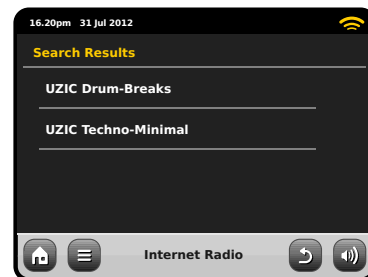 16.20pm 31 Jul 2012
Search Results
UZIC Drum-Breaks
UZIC Techno-Minimal
Internet Radio